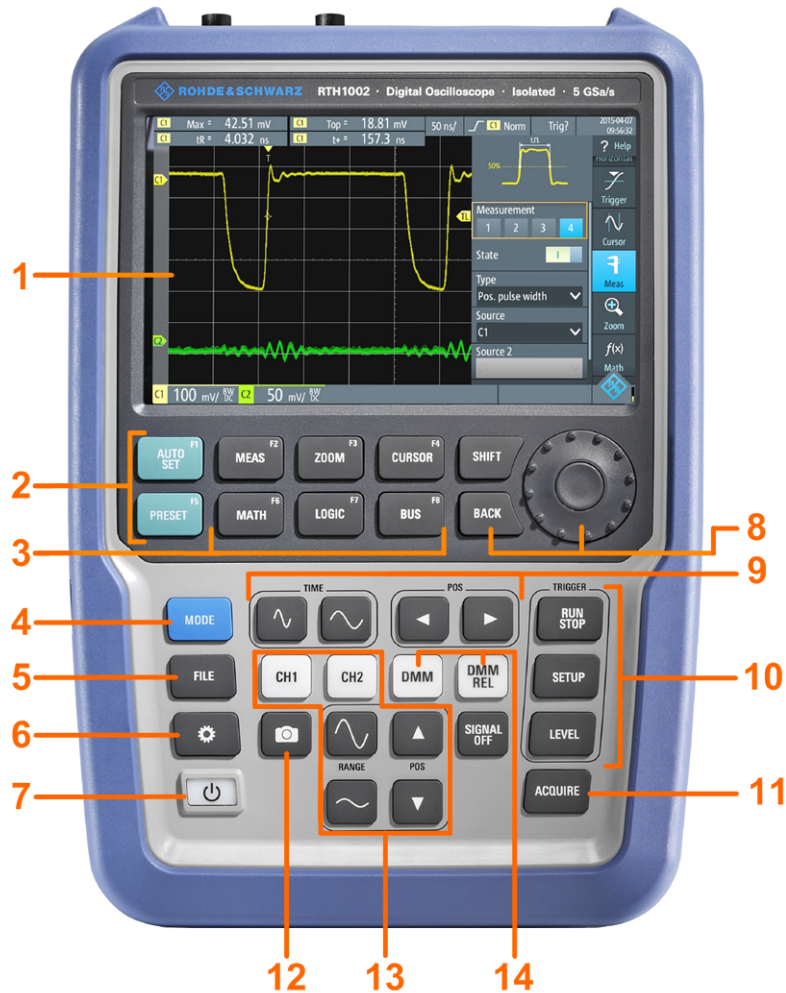 ROHDE&SCHWARZ RTH1002 · Digital Oscilloscope · Isolated · 5 GSa/s
C1 Max = 42.51 mV C1 Top = 18.81 mV 50 ns/ C1 Norm Trig? 2015-04-07
C1 tR = 4.032 ns C1 t+ = 157.3 ns 09:56:32
? Help
Horizontal
T
50%
C1
Trigger
TL
Measurement
1 2 3 4
Cursor
State I
Meas
Type
Pos. pulse width
Source
C1
Zoom
Source 2
C2
f(x)
Math
C1 100 mV/ BW DC C2 50 mV/ BW DC
1
AUTO SET F1
MEAS F2
ZOOM F3
CURSOR F4
SHIFT
2
PRESET F5
MATH F6
LOGIC F7
BUS F8
BACK
3
8
9
TIME
POS
TRIGGER
4
MODE
RUN STOP
5
FILE
CH1
CH2
DMM
DMM REL
SETUP
10
6
RANGE
POS
SIGNAL OFF
LEVEL
7
ACQUIRE
11
12
13
14